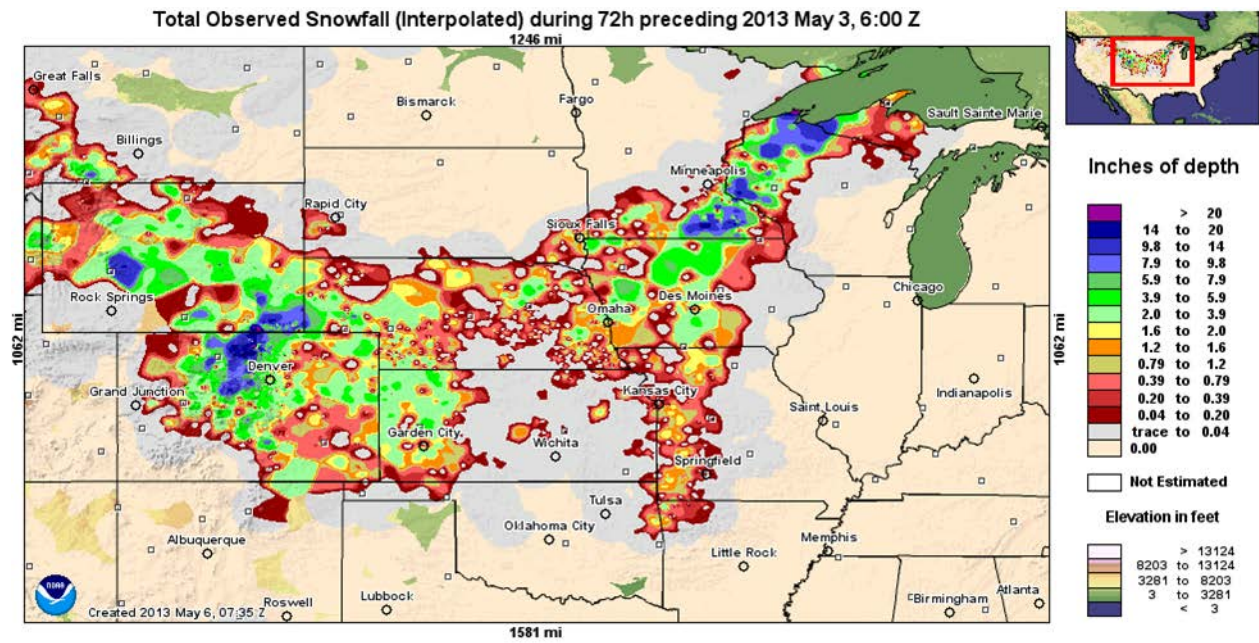 Total Observed Snowfall (Interpolated) during 72h preceding 2013 May 3, 6:00 Z
1246 mi
Great Falls
Bismarck
Fargo
Sault Sainte Marie
Billings
Minneapolis
Rapid City
Sioux Falls
Rock Springs
Omaha
Des Moines
Chicago
1062 mi
1062 mi
Denver
Grand Junction
Kansas City
Indianapolis
Saint Louis
Garden City
Wichita
Springfield
Tulsa
Oklahoma City
Albuquerque
Little Rock
Memphis
Roswell
Lubbock
Birmingham
Atlanta
noaa
Created 2013 May 6, 07:35 Z
1581 mi
Inches of depth
> 20
14 to 20
9.8 to 14
7.9 to 9.8
5.9 to 7.9
3.9 to 5.9
2.0 to 3.9
1.6 to 2.0
1.2 to 1.6
0.79 to 1.2
0.39 to 0.79
0.20 to 0.39
0.04 to 0.20
trace to 0.04
0.00
Not Estimated
Elevation in feet
> 13124
8203 to 13124
3281 to 8203
3 to 3281
< 3